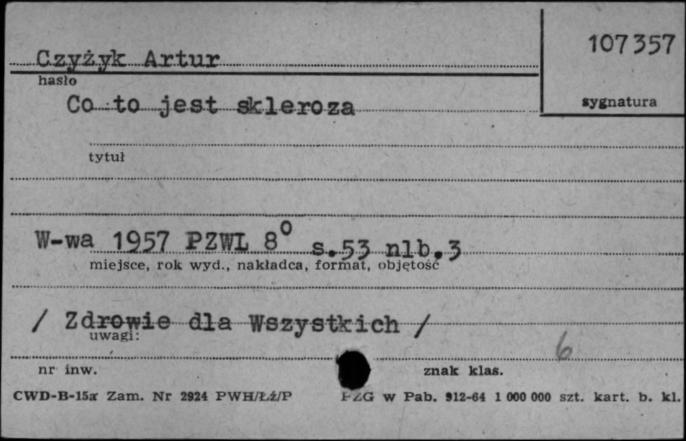 107357
Czyżyk Artur
hasło
Co to jest skleroza
sygnatura
tytuł
W-wa 1957 PZWL 8⁰ s.53 nlb.3
miejsce, rok wyd., nakładca, format, objętość
/ Zdrowie dla Wszystkich /
uwagi:
6
nr inw.
znak klas.
CWD-B-15a Zam. Nr 2924 PWH/Łź/P PZG w Pab. 912-64 1 000 000 szt. kart. b. kl.